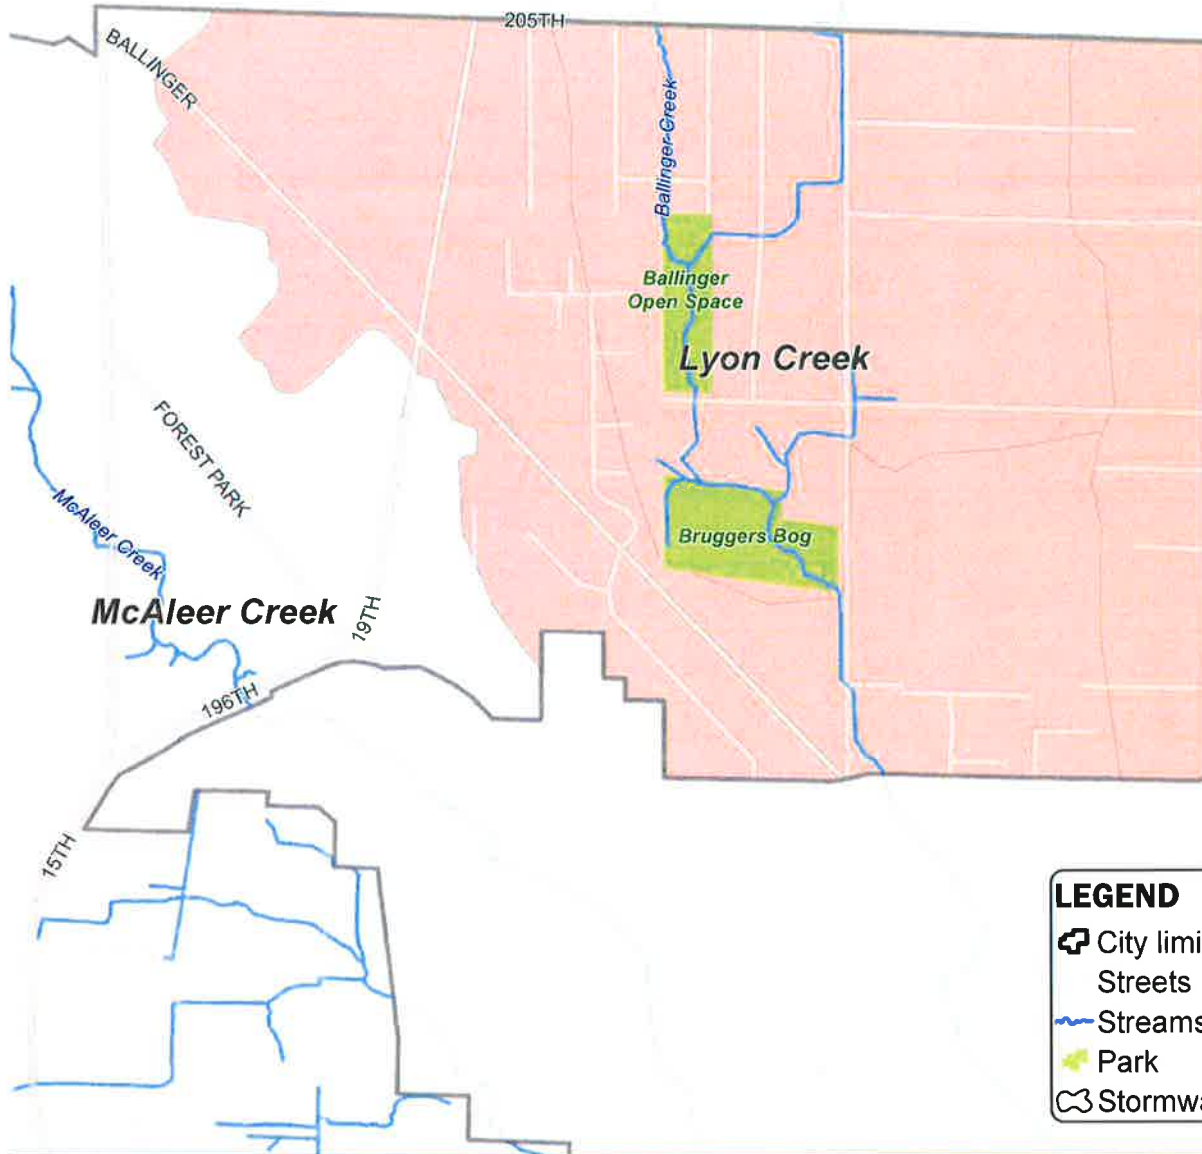 205TH
BALLINGER
Ballinger Creek
Ballinger
Open Space
Lyon Creek
FOREST PARK
McAleer Creek
Bruggers Bog
McAleer Creek
19TH
196TH
15TH
LEGEND
City limi
Streets
Streams
Park
Stormwa